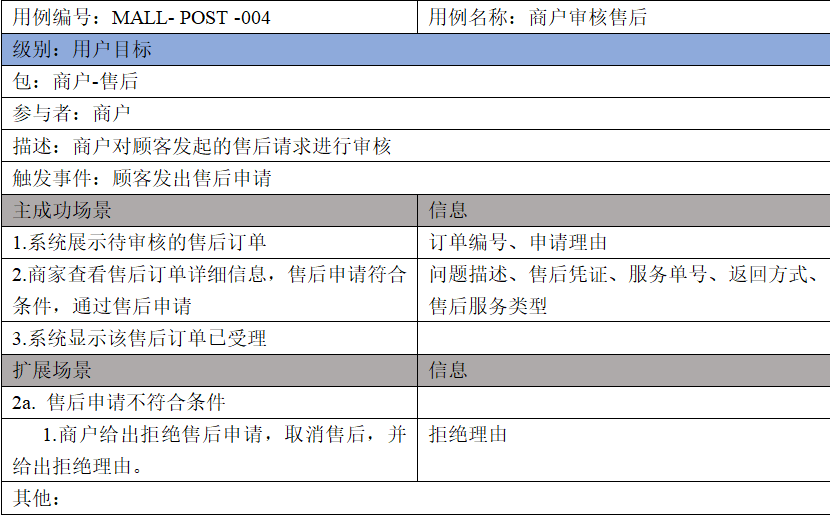 用例编号：MALL- POST -004 用例名称：商户审核售后
级别：用户目标
包：商户-售后
参与者：商户
描述：商户对顾客发起的售后请求进行审核
触发事件：顾客发出售后申请
主成功场景 信息
1.系统展示待审核的售后订单 订单编号、申请理由
2.商家查看售后订单详细信息，售后申请符合 问题描述、售后凭证、服务单号、返回方式、
条件，通过售后申请 售后服务类型
3.系统显示该售后订单已受理
扩展场景 信息
2a. 售后申请不符合条件
1.商户给出拒绝售后申请，取消售后，并 拒绝理由
给出拒绝理由。
其他：